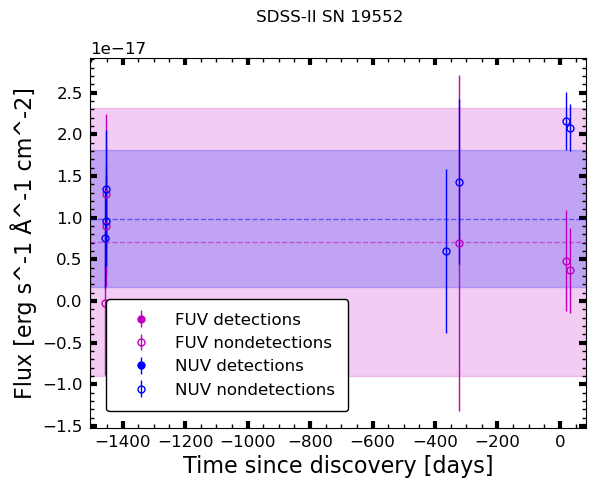 SDSS-II SN 19552
1e−17
Flux [erg s^-1 Å^-1 cm^-2]
2.5
2.0
1.5
1.0
0.5
0.0
−0.5
−1.0
−1.5
FUV detections
FUV nondetections
NUV detections
NUV nondetections
−1400 −1200 −1000 −800 −600 −400 −200 0
Time since discovery [days]